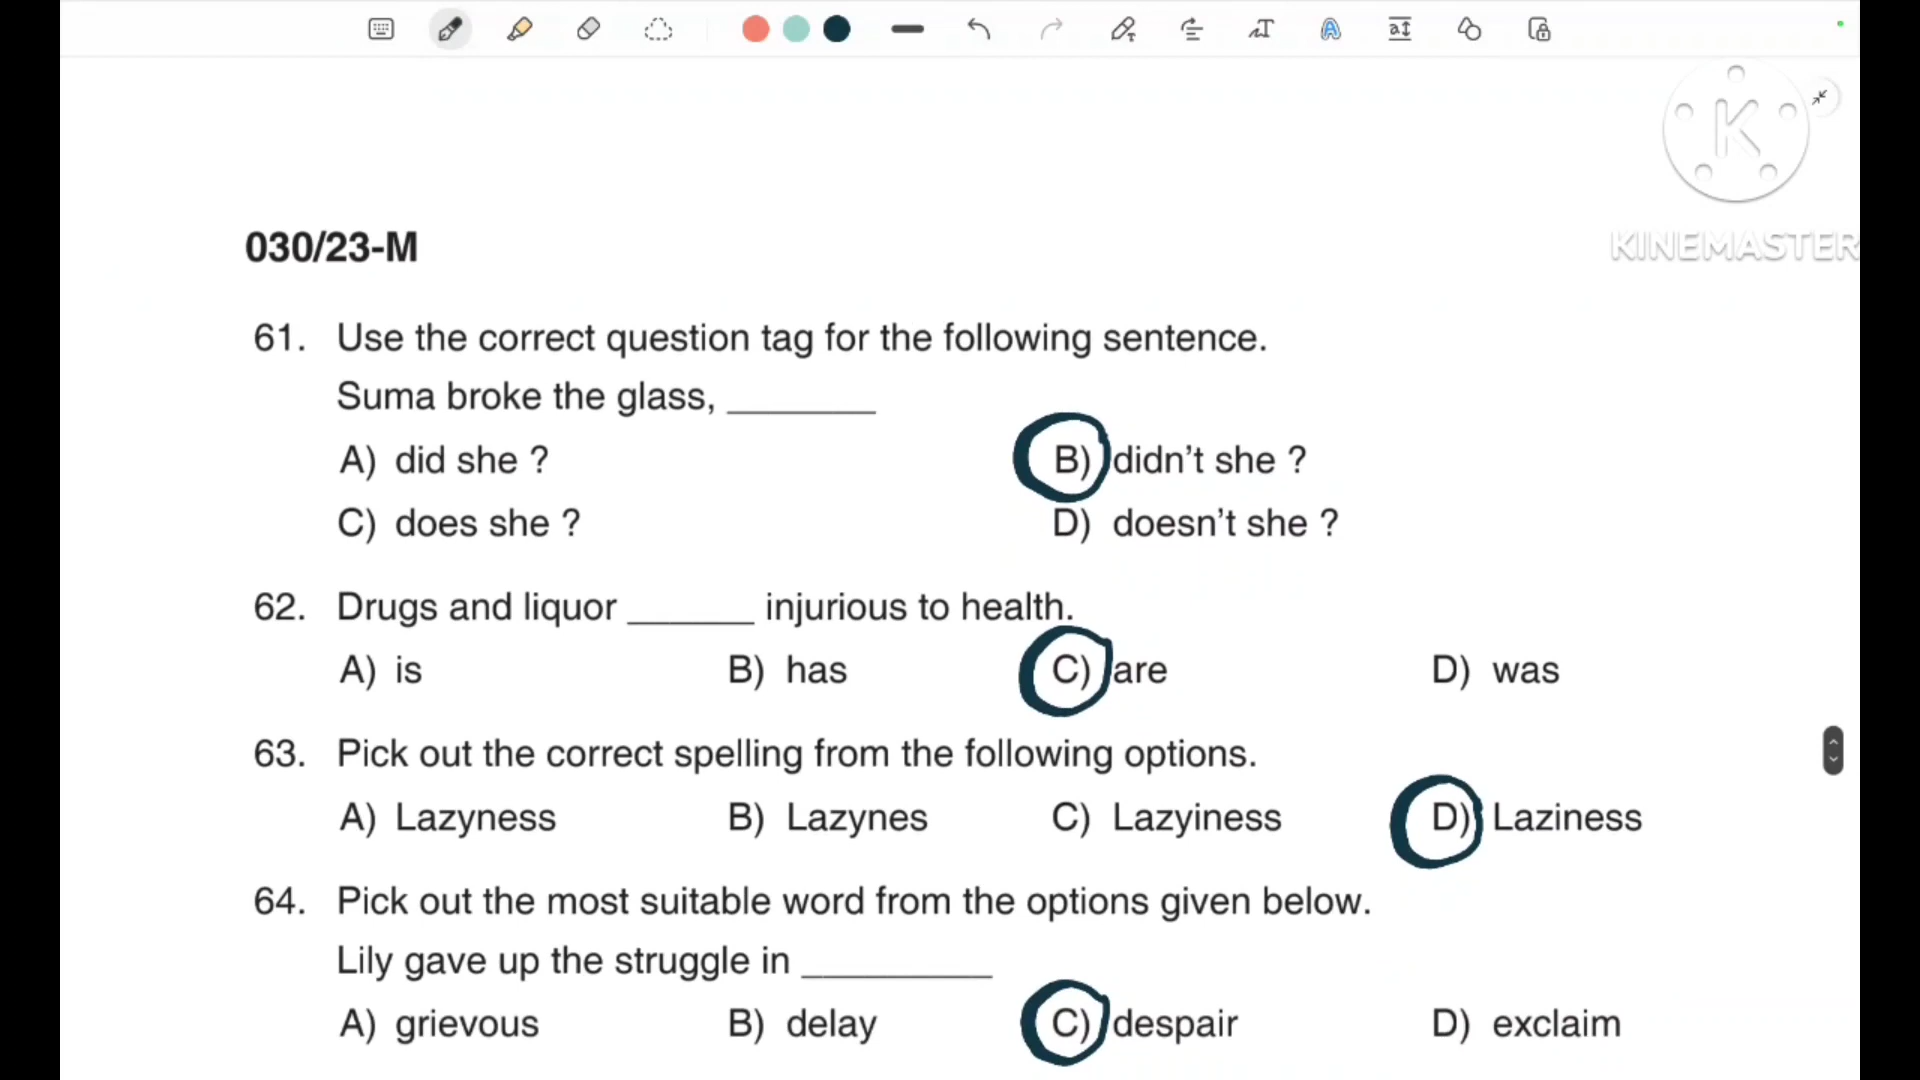 K
KINEMASTER
030/23-M
61. Use the correct question tag for the following sentence.
Suma broke the glass, _______
A) did she ? B) didn’t she ?
C) does she ? D) doesn’t she ?
62. Drugs and liquor ______ injurious to health.
A) is B) has C) are D) was
63. Pick out the correct spelling from the following options.
A) Lazyness B) Lazynes C) Lazyiness D) Laziness
64. Pick out the most suitable word from the options given below.
Lily gave up the struggle in _________
A) grievous B) delay C) despair D) exclaim